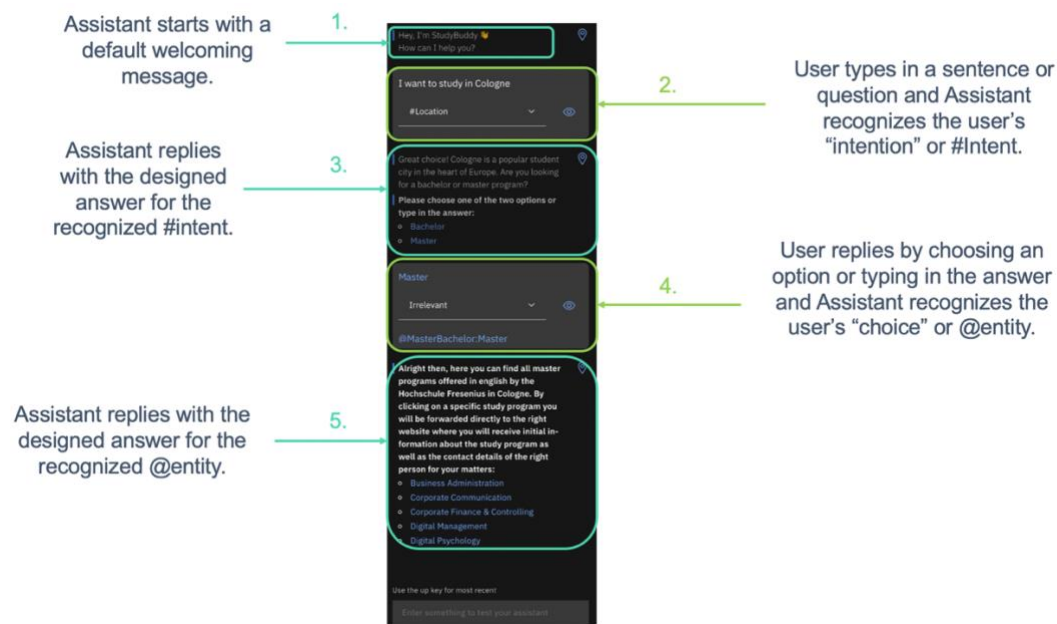 Assistant starts with a
default welcoming
message.
1.
Hey, I'm StudyBuddy 👋
How can I help you?
I want to study in Cologne
#Location
2.
User types in a sentence or
question and Assistant
recognizes the user's
“intention” or #Intent.
Assistant replies
with the designed
answer for the
recognized #intent.
3.
Great choice! Cologne is a popular student
city in the heart of Europe. Are you looking
for a bachelor or master program?
Please choose one of the two options or
type in the answer:
Bachelor
Master
Master
Irrelevant
@MasterBachelor:Master
4.
User replies by choosing an
option or typing in the answer
and Assistant recognizes the
user's “choice” or @entity.
Assistant replies with the
designed answer for the
recognized @entity.
5.
Alright then, here you can find all master
programs offered in english by the
Hochschule Fresenius in Cologne. By
clicking on a specific study program you
will be forwarded directly to the right
website where you will receive initial in-
formation about the study program as
well as the contact details of the right
person for your matters:
Business Administration
Corporate Communication
Corporate Finance & Controlling
Digital Management
Digital Psychology
Use the up key for most recent
Enter something to test your assistant